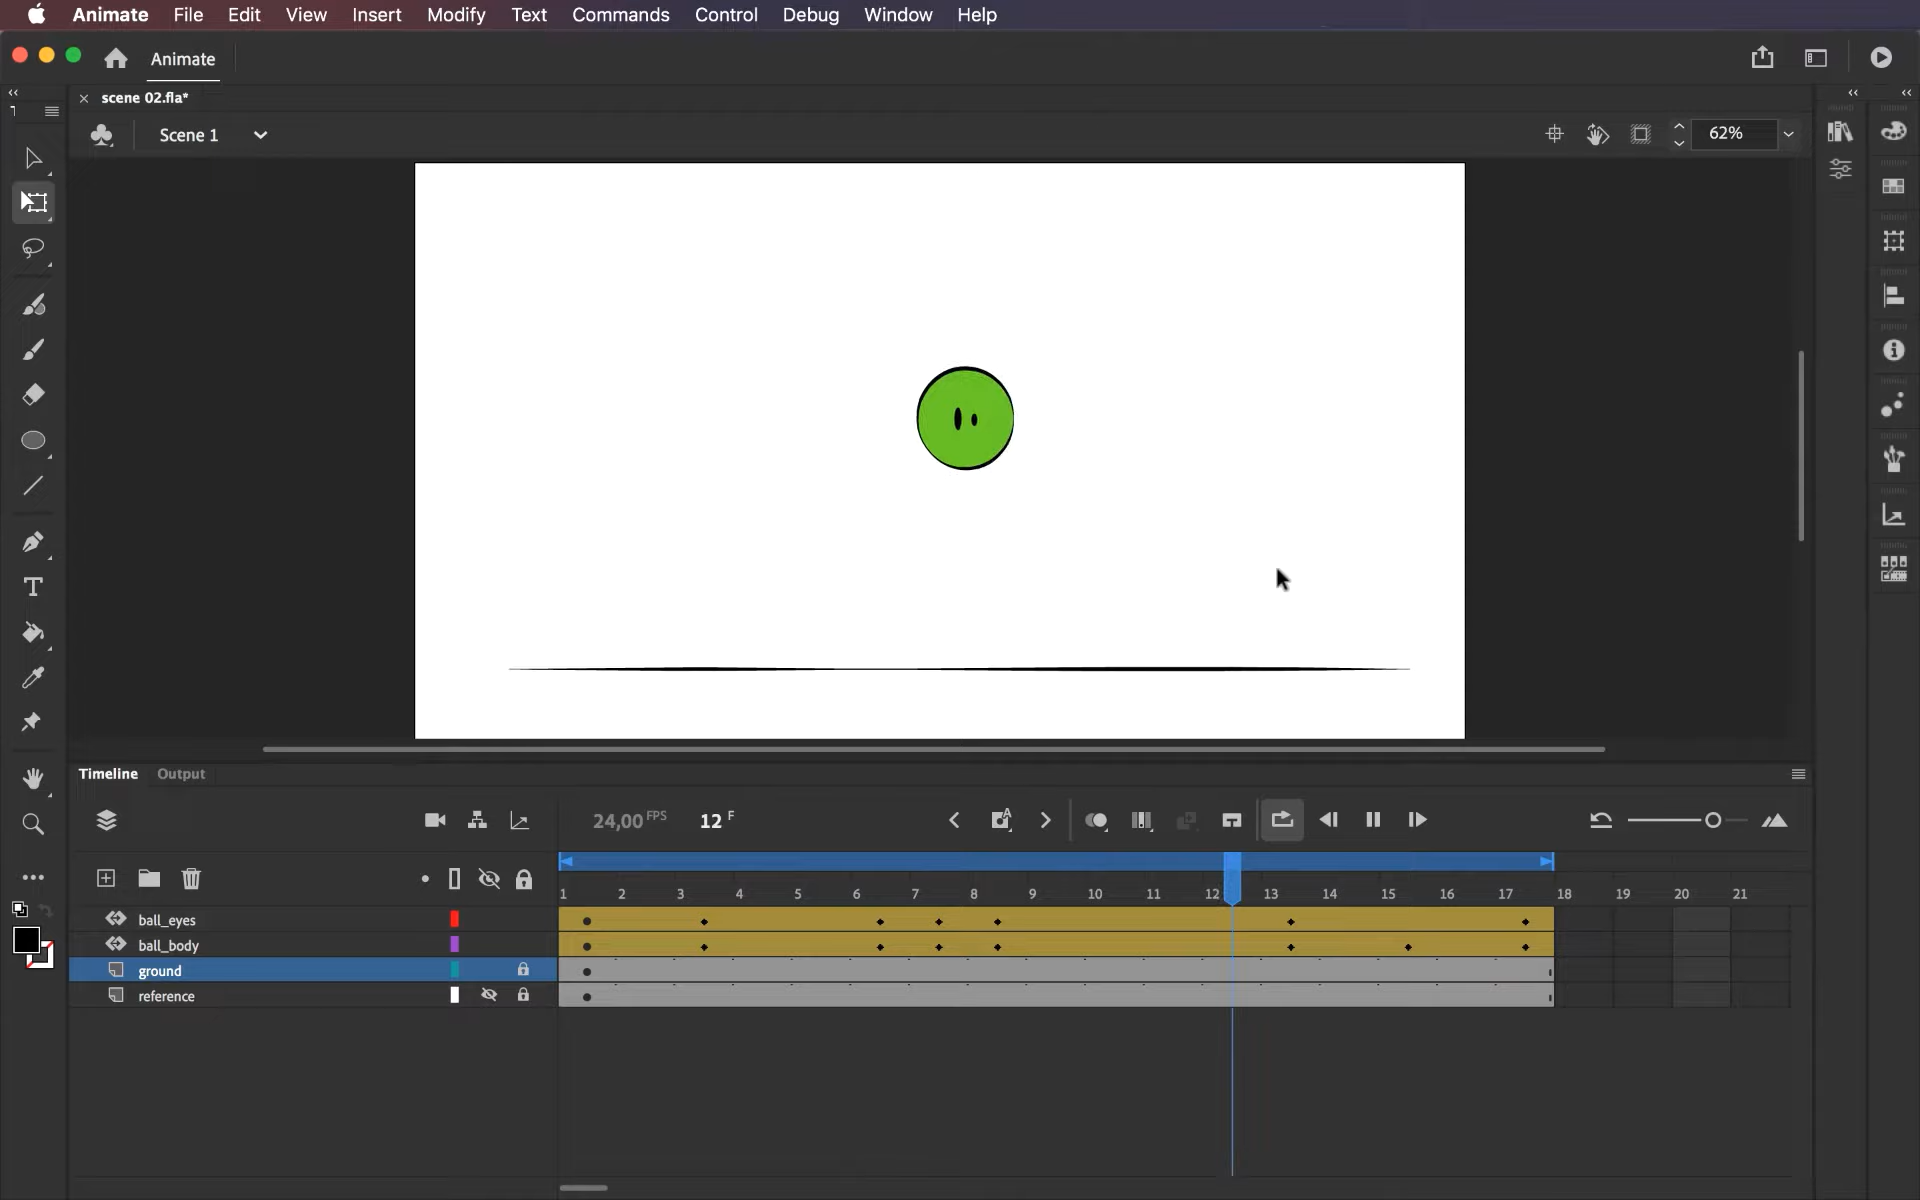 Animate File Edit View Insert Modify Text Commands Control Debug Window Help
Animate
scene 02.fla*
Scene 1
62%
Timeline Output
24,00 FPS 12 F
1 2 3 4 5 6 7 8 9 10 11 12 13 14 15 16 17 18 19 20 21
ball_eyes
ball_body
ground
reference